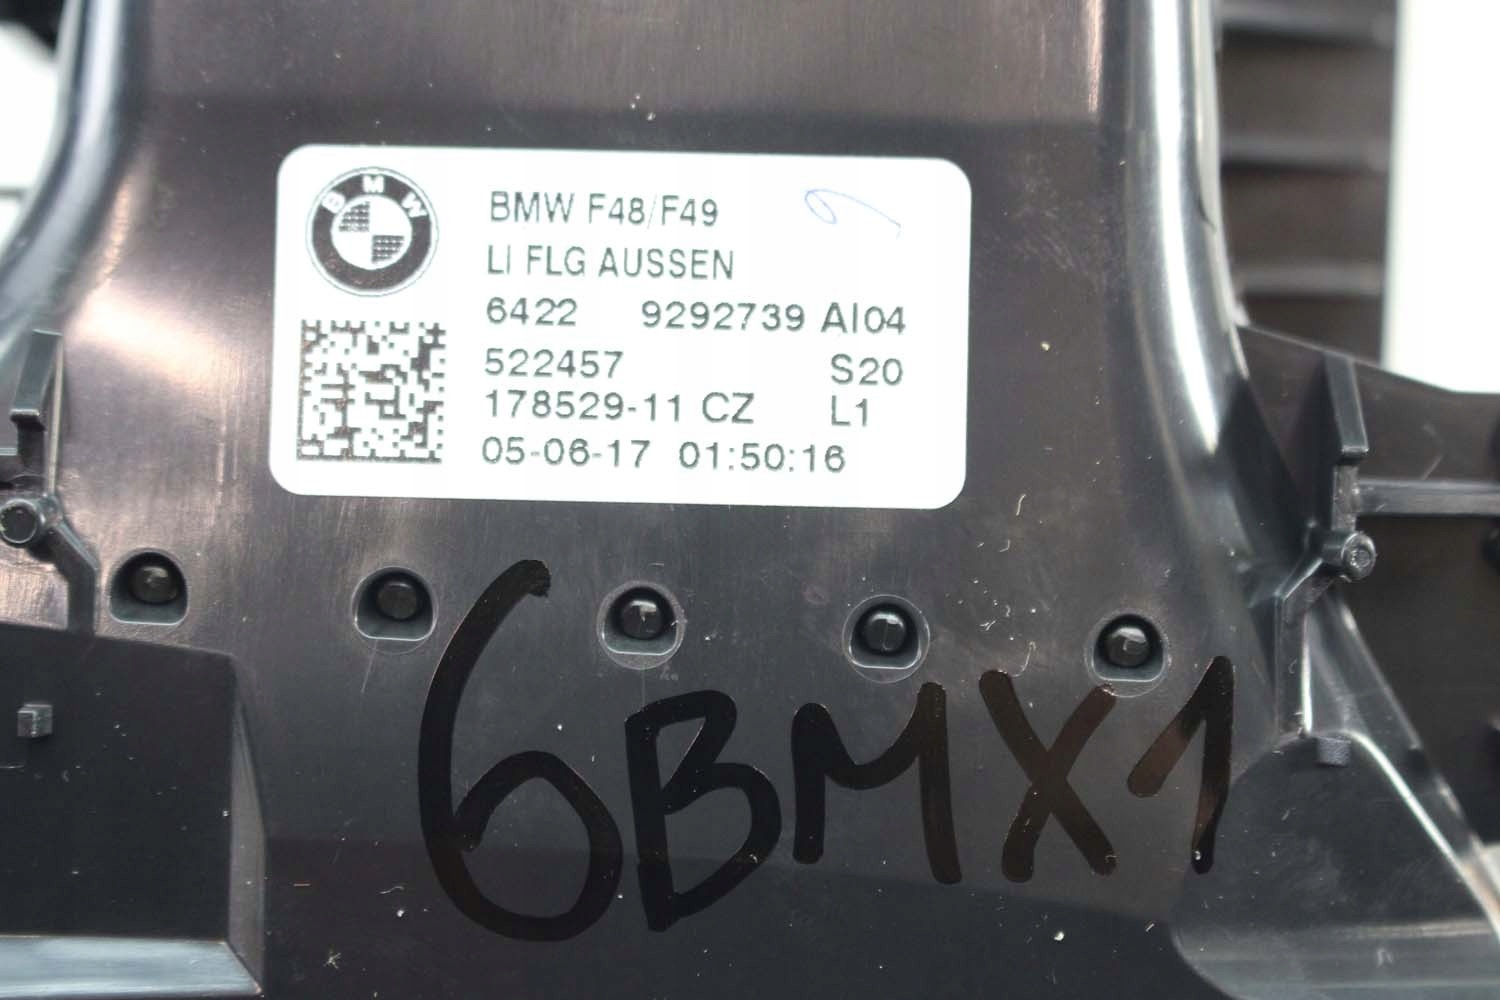 BMW
BMW F48/F49
LI FLG AUSSEN
6422 9292739 AI04
522457 S20
178529-11 CZ L1
05-06-17 01:50:16
6BMX1